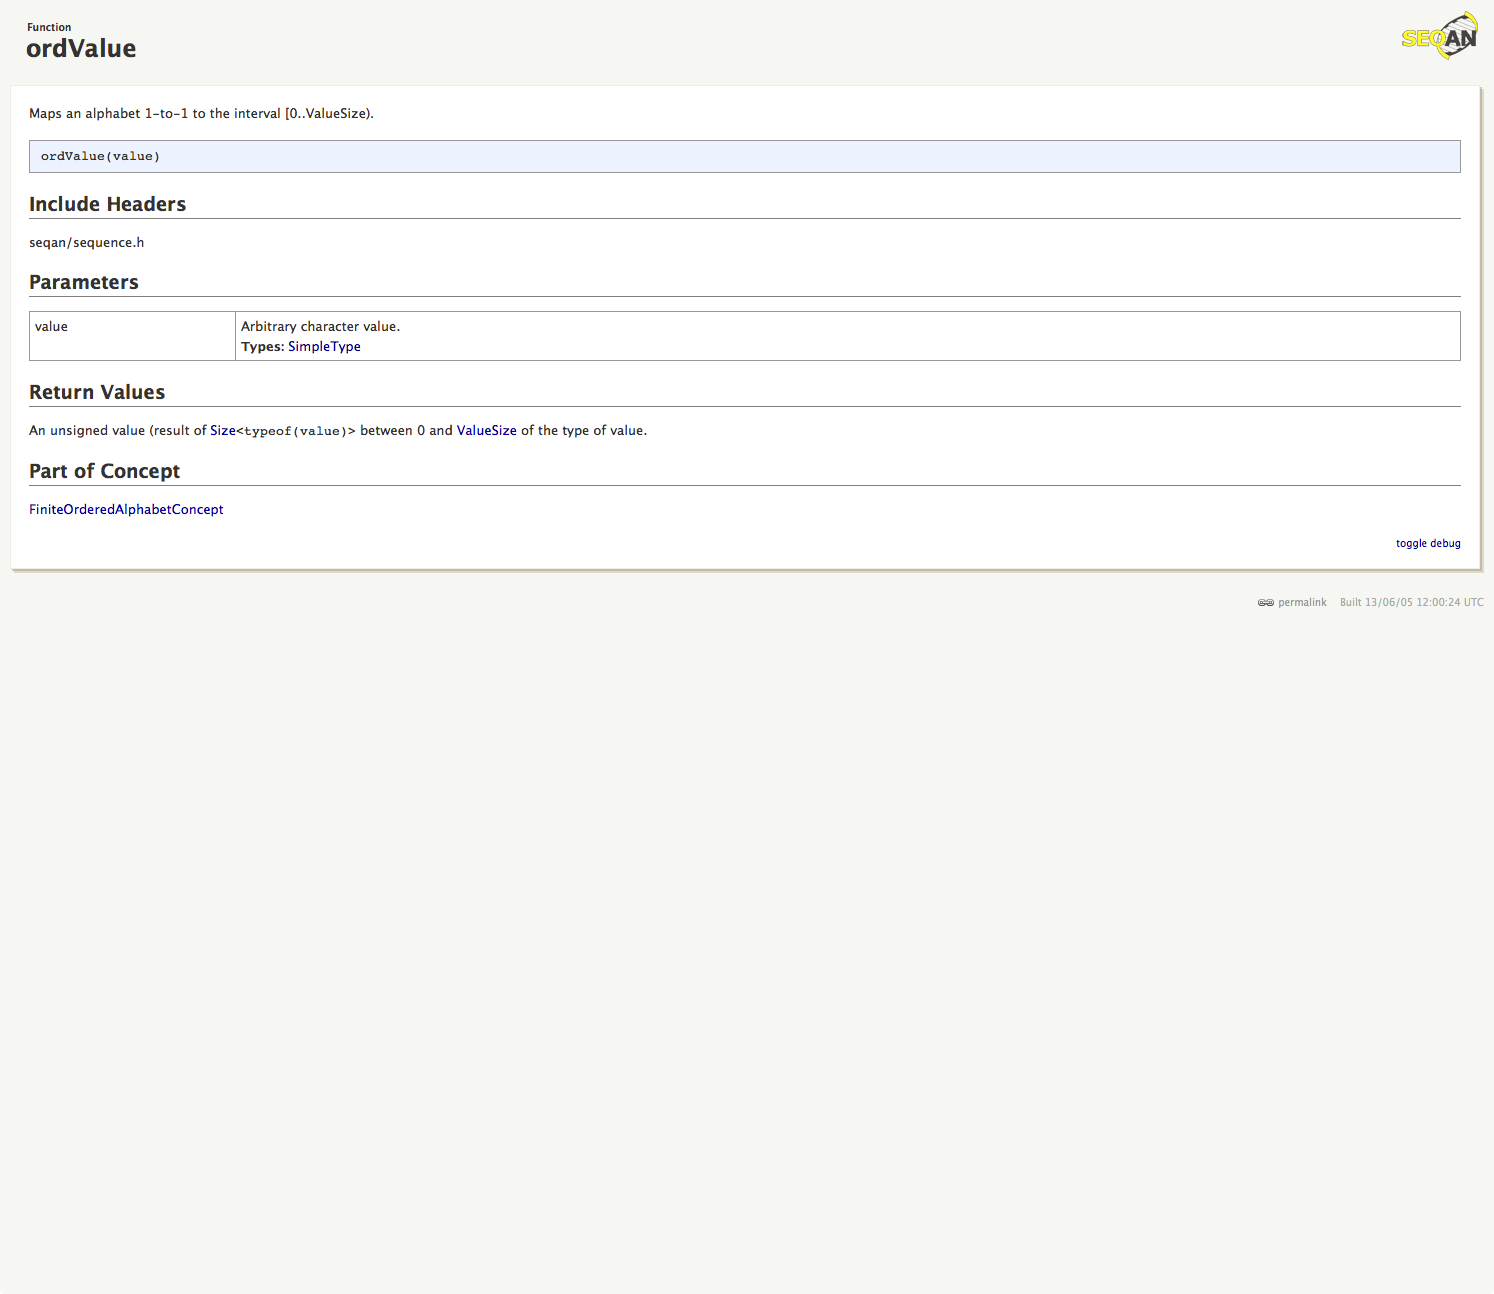 Function
ordValue
SEQAN
Maps an alphabet 1-to-1 to the interval [0..ValueSize).
ordValue(value)
Include Headers
seqan/sequence.h
Parameters
value
Arbitrary character value.
Types: SimpleType
Return Values
An unsigned value (result of Size<typeof(value)> between 0 and ValueSize of the type of value.
Part of Concept
FiniteOrderedAlphabetConcept
toggle debug
permalink Built 13/06/05 12:00:24 UTC